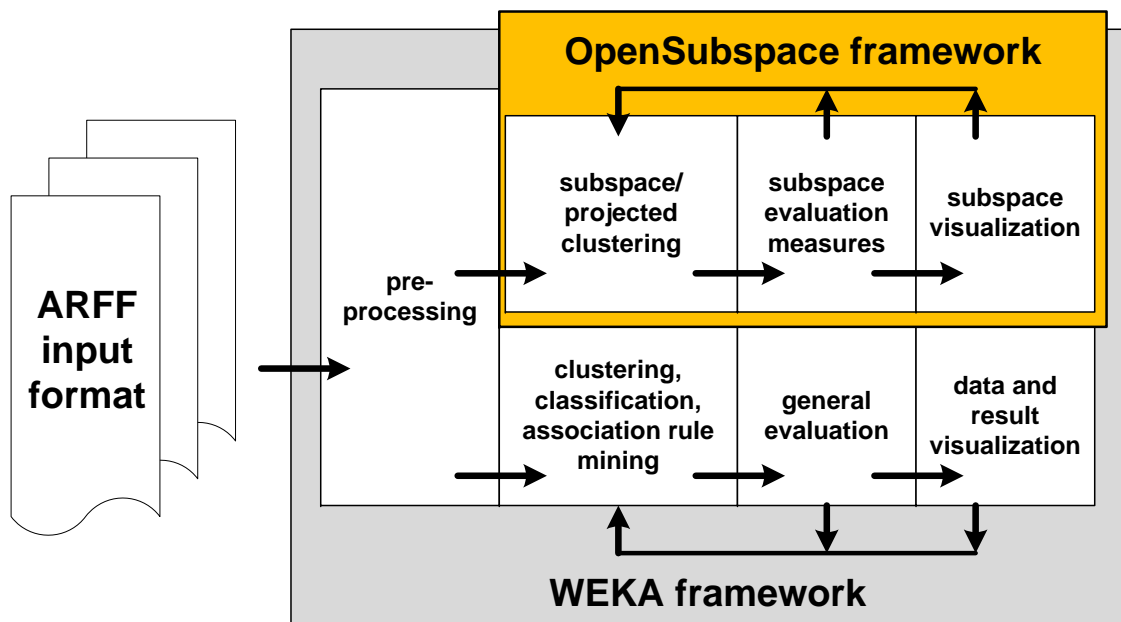 OpenSubspace framework
subspace/
projected
clustering
subspace
evaluation
measures
subspace
visualization
pre-
processing
ARFF
input
format
clustering,
classification,
association rule
mining
general
evaluation
data and
result
visualization
WEKA framework